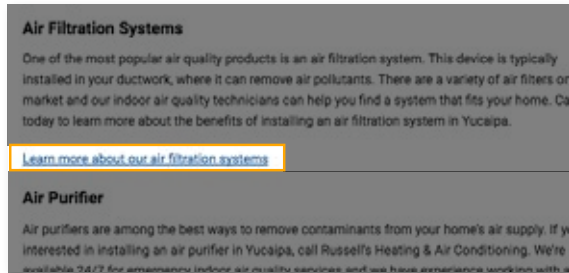 Air Filtration Systems
One of the most popular air quality products is an air filtration system. This device is typically
installed in your ductwork, where it can remove air pollutants. There are a variety of air filters on
market and our indoor air quality technicians can help you find a system that fits your home. Ca
today to learn more about the benefits of installing an air filtration system in Yucaipa.
Learn more about our air filtration systems
Air Purifier
Air purifiers are among the best ways to remove contaminants from your home's air supply. If yo
interested in installing an air purifier in Yucaipa, call Russell's Heating & Air Conditioning. We're
available 24/7 for emergency indoor air quality services and we have experience working with